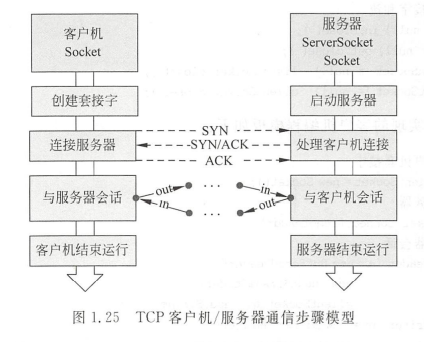 客户机
Socket
服务器
ServerSocket
Socket
创建套接字
启动服务器
连接服务器
SYN
SYN/ACK
ACK
处理客户机连接
与服务器会话
out
in
...
...
in
out
与客户机会话
客户机结束运行
服务器结束运行
图 1.25 TCP 客户机/服务器通信步骤模型